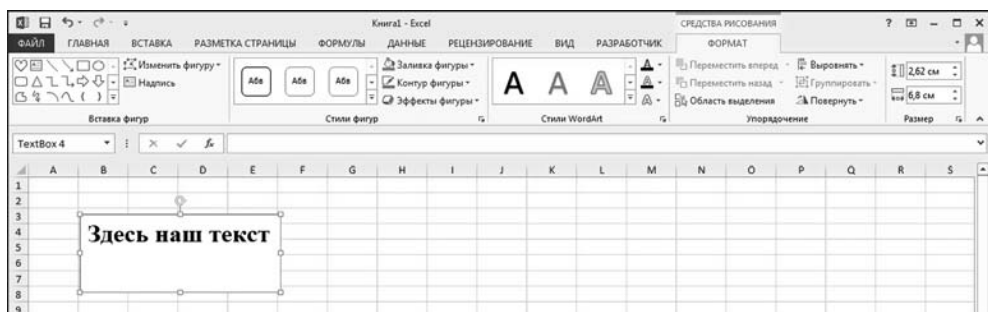 Книга1 - Excel
СРЕДСТВА РИСОВАНИЯ
?
ФАЙЛ ГЛАВНАЯ ВСТАВКА РАЗМЕТКА СТРАНИЦЫ ФОРМУЛЫ ДАННЫЕ РЕЦЕНЗИРОВАНИЕ ВИД РАЗРАБОТЧИК ФОРМАТ
Изменить фигуру
Надпись
Вставка фигур
Абв Абв Абв
Заливка фигуры
Контур фигуры
Эффекты фигуры
Стили фигур
A A A
A
A
A
Стили WordArt
Переместить вперед
Переместить назад
Область выделения
Выровнять
Группировать
Повернуть
Упорядочение
2,62 см
6,8 см
Размер
TextBox 4
fx
A B C D E F G H I J K L M N O P Q R S
1
2
3
4
5
6
7
8
9
Здесь наш текст